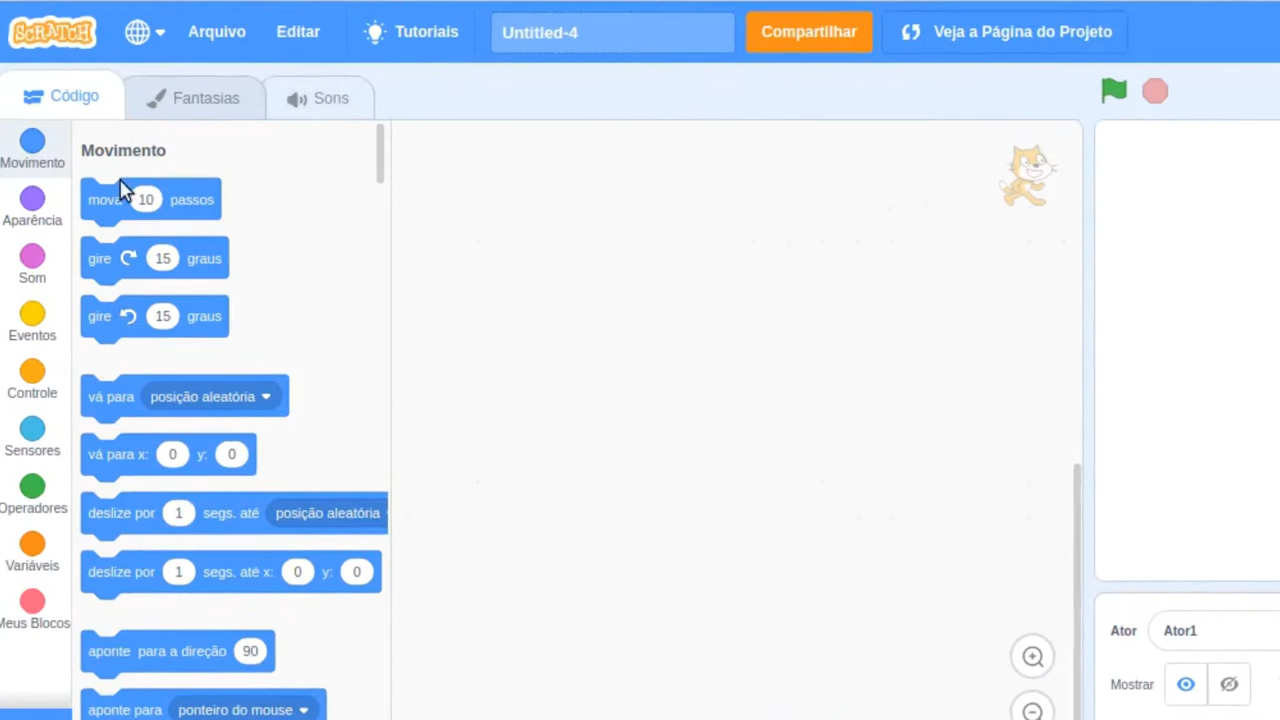 SCRATCH Arquivo Editar Tutoriais Untitled-4 Compartilhar Veja a Página do Projeto
Código Fantasias Sons
Movimento
Aparência
Som
Eventos
Controle
Sensores
Operadores
Variáveis
Meus Blocos
Movimento
mova 10 passos
gire 15 graus
gire 15 graus
vá para posição aleatória
vá para x: 0 y: 0
deslize por 1 segs. até posição aleatória
deslize por 1 segs. até x: 0 y: 0
aponte para a direção 90
aponte para ponteiro do mouse
Ator Ator1
Mostrar